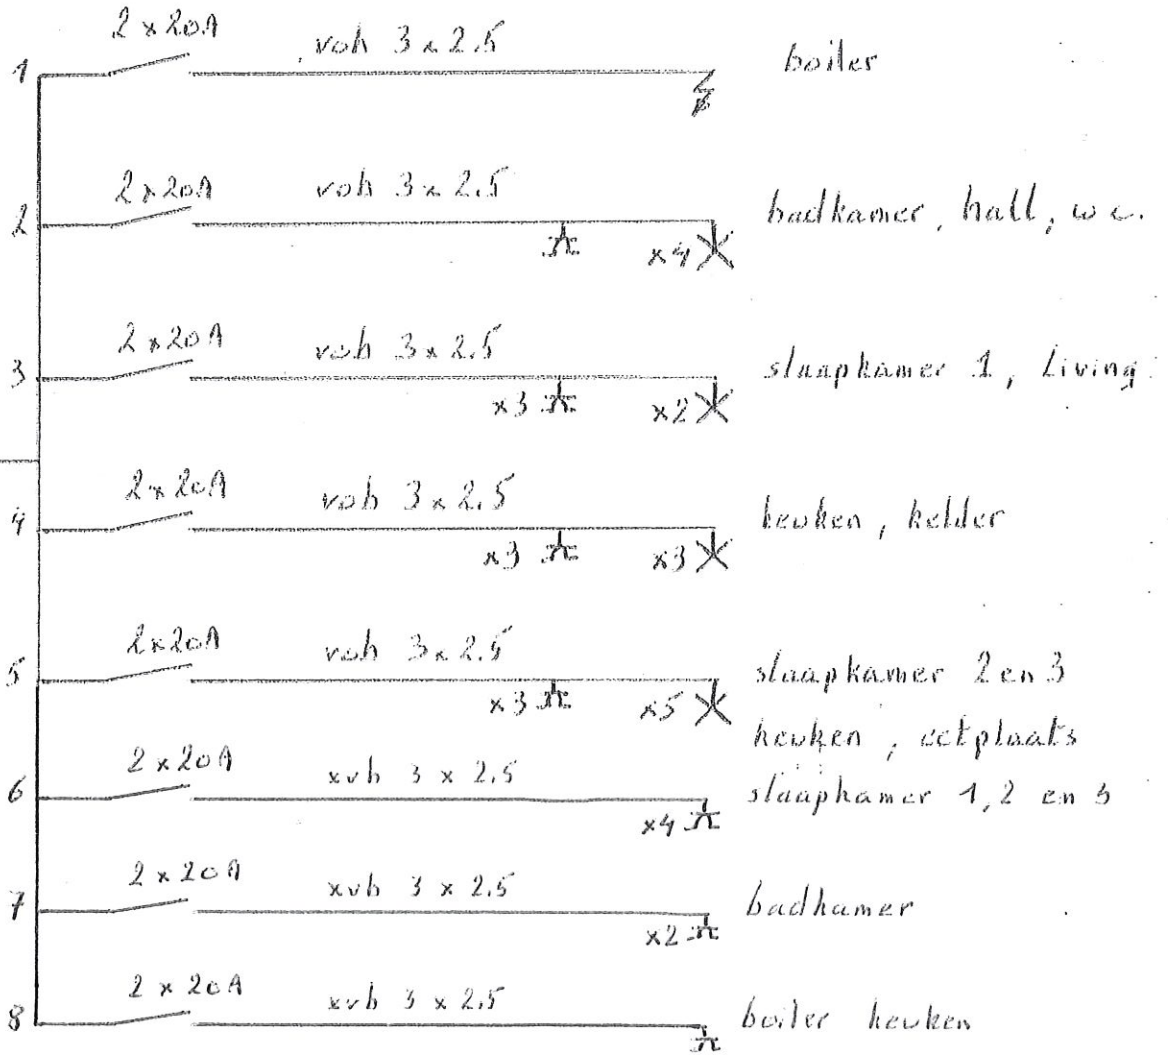 1 2 x 20A voh 3 x 2.5 boiler
2 2 x 20A voh 3 x 2.5 badkamer, hall, wc.
x4
3 2 x 20A vob 3 x 2.5 slaapkamer 1, Living
x3 x2
4 2 x 20A vob 3 x 2.5 keuken, kelder
x3 x3
5 2 x 20A vob 3 x 2.5 slaapkamer 2 en 3
x3 x5 keuken, eetplaats
6 2 x 20A xvb 3 x 2.5 slaapkamer 1, 2 en 3
x4
7 2 x 20A xvb 3 x 2.5 badkamer
x2
8 2 x 20A xvb 3 x 2.5 boiler keuken